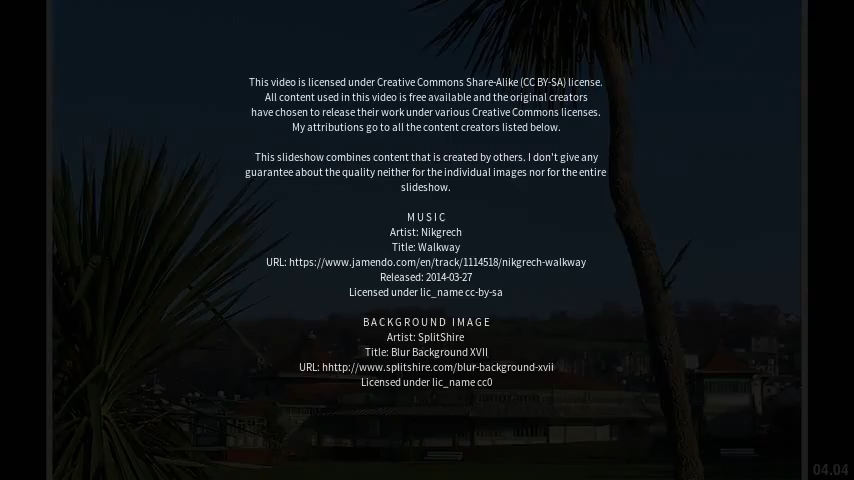 This video is licensed under Creative Commons Share-Alike (CC BY-SA) license.
All content used in this video is free available and the original creators
have chosen to release their work under various Creative Commons licenses.
My attributions go to all the content creators listed below.
This slideshow combines content that is created by others. I don't give any
guarantee about the quality neither for the individual images nor for the entire
slideshow.
MUSIC
Artist: Nikgrech
Title: Walkway
URL: https://www.jamendo.com/en/track/1114518/nikgrech-walkway
Released: 2014-03-27
Licensed under lic_name cc-by-sa
BACKGROUND IMAGE
Artist: SplitShire
Title: Blur Background XVII
URL: hhttp://www.splitshire.com/blur-background-xvii
Licensed under lic_name cc0
04.04